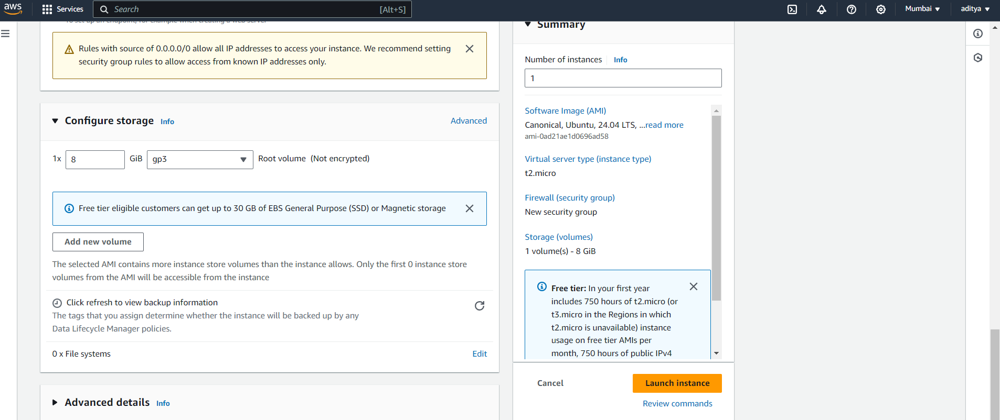 aws
Services
Search
[Alt+S]
Mumbai
aditya
To set up an endpoint, for example when creating a web server
Rules with source of 0.0.0.0/0 allow all IP addresses to access your instance. We recommend setting
security group rules to allow access from known IP addresses only.
Configure storage Info
Advanced
1x 8 GiB gp3 Root volume (Not encrypted)
Free tier eligible customers can get up to 30 GB of EBS General Purpose (SSD) or Magnetic storage
Add new volume
The selected AMI contains more instance store volumes than the instance allows. Only the first 0 instance store
volumes from the AMI will be accessible from the instance
Click refresh to view backup information
The tags that you assign determine whether the instance will be backed up by any
Data Lifecycle Manager policies.
0 x File systems
Edit
Advanced details Info
Summary
Number of instances Info
1
Software Image (AMI)
Canonical, Ubuntu, 24.04 LTS, ...read more
ami-0ad21ae1d0696ad58
Virtual server type (instance type)
t2.micro
Firewall (security group)
New security group
Storage (volumes)
1 volume(s) - 8 GiB
Free tier: In your first year
includes 750 hours of t2.micro (or
t3.micro in the Regions in which
t2.micro is unavailable) instance
usage on free tier AMIs per
month, 750 hours of public IPv4
Cancel
Launch instance
Review commands